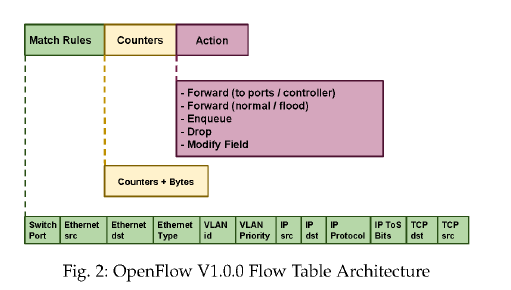 Match Rules Counters Action
- Forward (to ports / controller)
- Forward (normal / flood)
- Enqueue
- Drop
- Modify Field
Counters + Bytes
Switch Port
Ethernet src
Ethernet dst
Ethernet Type
VLAN id
VLAN Priority
IP src
IP dst
IP Protocol
IP ToS Bits
TCP dst
TCP src
Fig. 2: OpenFlow V1.0.0 Flow Table Architecture